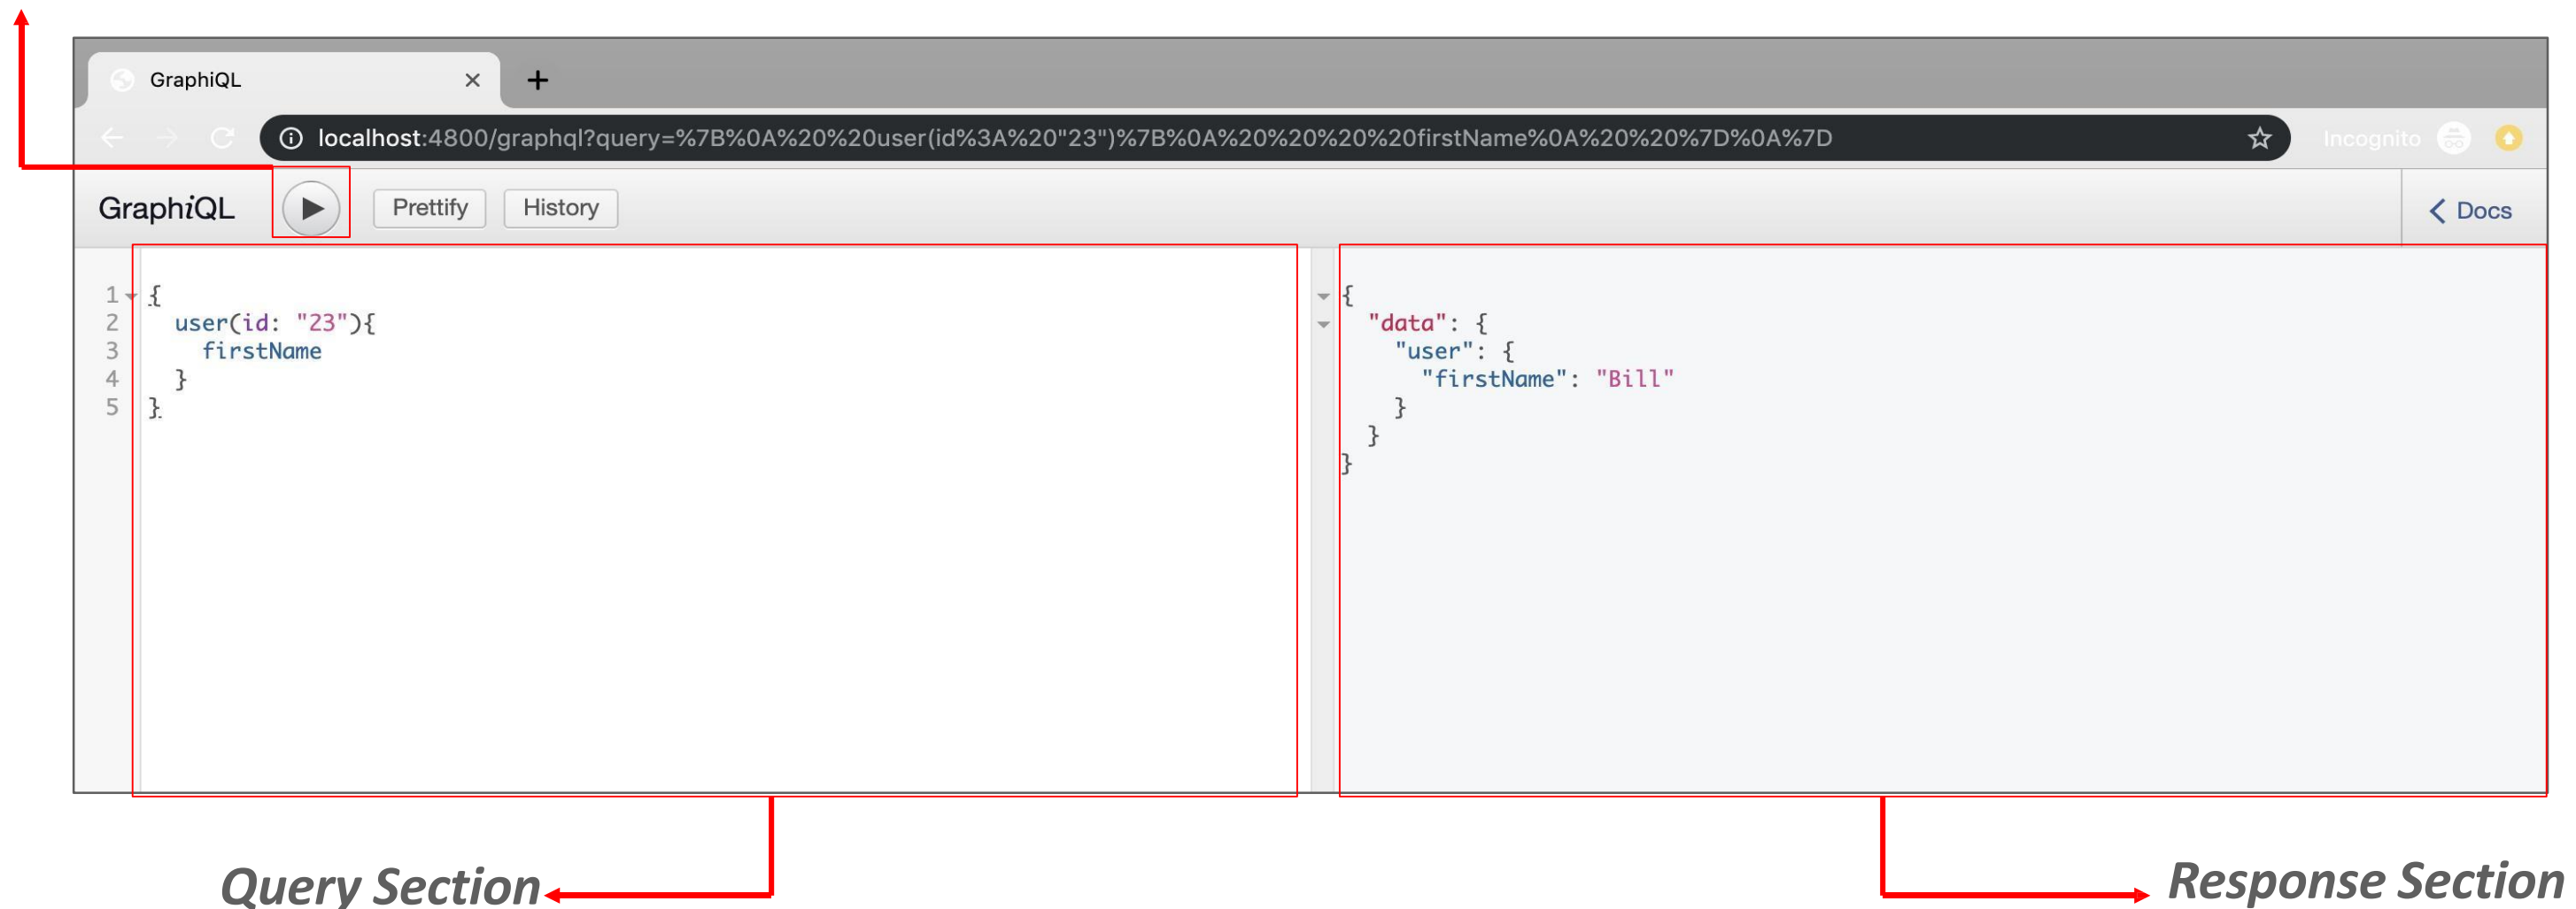 GraphiQL
localhost:4800/graphql?query=%7B%0A%20%20user(id%3A%20"23")%7B%0A%20%20%20%20firstName%0A%20%20%7D%0A%7D
Incognito
GraphiQL
Prettify
History
Docs
1 {
2 user(id: "23"){
3 firstName
4 }
5 }
{
"data": {
"user": {
"firstName": "Bill"
}
}
}
Query Section
Response Section